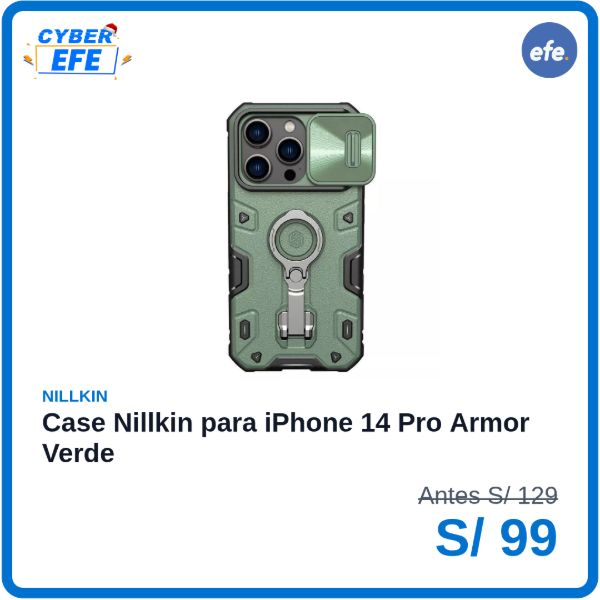 CYBER
EFE
efe.
NILLKIN
Case Nillkin para iPhone 14 Pro Armor
Verde
Antes S/ 129
S/ 99